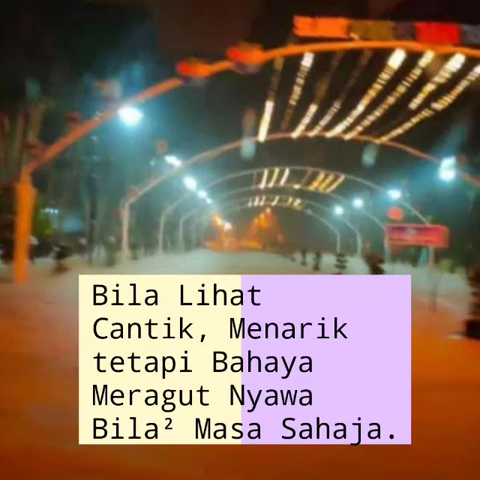 Bila Lihat
Cantik, Menarik
tetapi Bahaya
Meragut Nyawa
Bila² Masa Sahaja.